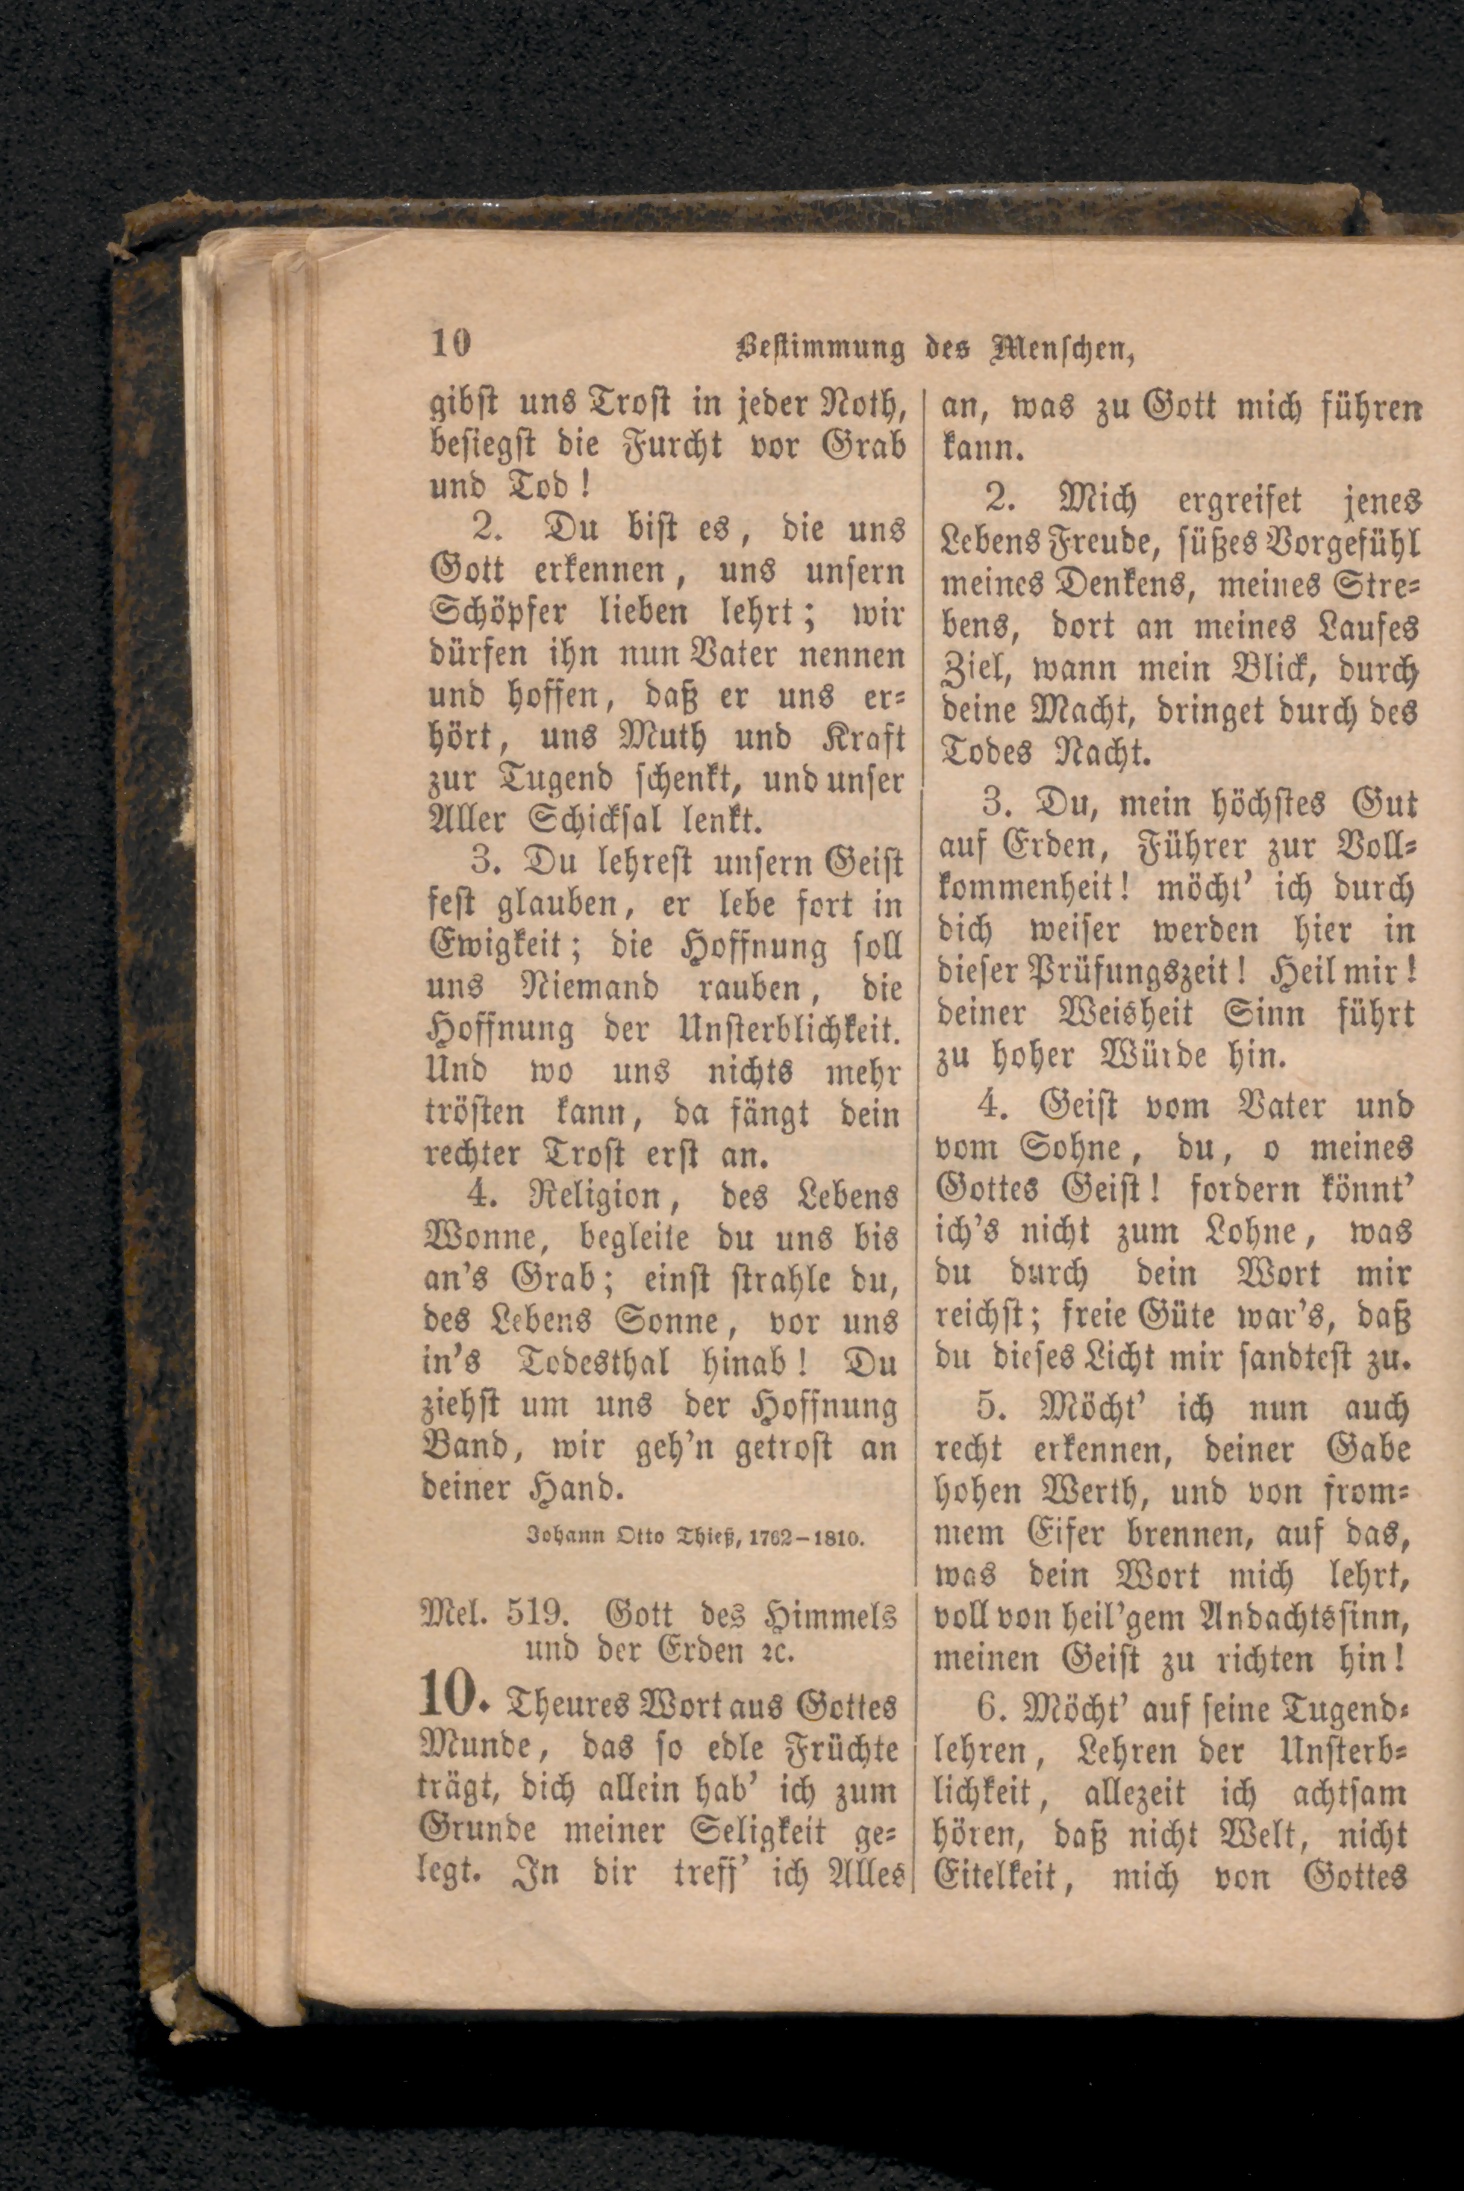 10 Bestimmung des Menschen,
gibst uns Trost in jeder Noth,
besiegst die Furcht vor Grab
und Tod!
2. Du bist es, die uns
Gott erkennen, uns unsern
Schöpfer lieben lehrt; wir
dürfen ihn nun Vater nennen
und hoffen, daß er uns er-
hört, uns Muth und Kraft
zur Tugend schenkt, und unser
Aller Schicksal lenkt.
3. Du lehrest unsern Geist
fest glauben, er lebe fort in
Ewigkeit; die Hoffnung soll
uns Niemand rauben, die
Hoffnung der Unsterblichkeit.
Und wo uns nichts mehr
trösten kann, da fängt dein
rechter Trost erst an.
4. Religion, des Lebens
Wonne, begleite du uns bis
an's Grab; einst strahle du,
des Lebens Sonne, vor uns
in's Todesthal hinab! Du
ziehst um uns der Hoffnung
Band, wir geh'n getrost an
deiner Hand.
Johann Otto Thieß, 1762–1810.
Mel. 519. Gott des Himmels
und der Erden ꝛc.
10. Theures Wort aus Gottes
Munde, das so edle Früchte
trägt, dich allein hab' ich zum
Grunde meiner Seligkeit ge-
legt. In dir treff' ich Alles
an, was zu Gott mich führen
kann.
2. Mich ergreifet jenes
Lebens Freude, süßes Vorgefühl
meines Denkens, meines Stre-
bens, dort an meines Laufes
Ziel, wann mein Blick, durch
deine Macht, dringet durch des
Todes Nacht.
3. Du, mein höchstes Gut
auf Erden, Führer zur Voll-
kommenheit! möcht' ich durch
dich weiser werden hier in
dieser Prüfungszeit! Heil mir!
deiner Weisheit Sinn führt
zu hoher Würde hin.
4. Geist vom Vater und
vom Sohne, du, o meines
Gottes Geist! fordern könnt'
ich's nicht zum Lohne, was
du durch dein Wort mir
reichst; freie Güte war's, daß
du dieses Licht mir sandtest zu.
5. Möcht' ich nun auch
recht erkennen, deiner Gabe
hohen Werth, und von from-
mem Eifer brennen, auf das,
was dein Wort mich lehrt,
voll von heil'gem Andachtssinn,
meinen Geist zu richten hin!
6. Möcht' auf seine Tugend-
lehren, Lehren der Unsterb-
lichkeit, allezeit ich achtsam
hören, daß nicht Welt, nicht
Eitelkeit, mich von Gottes